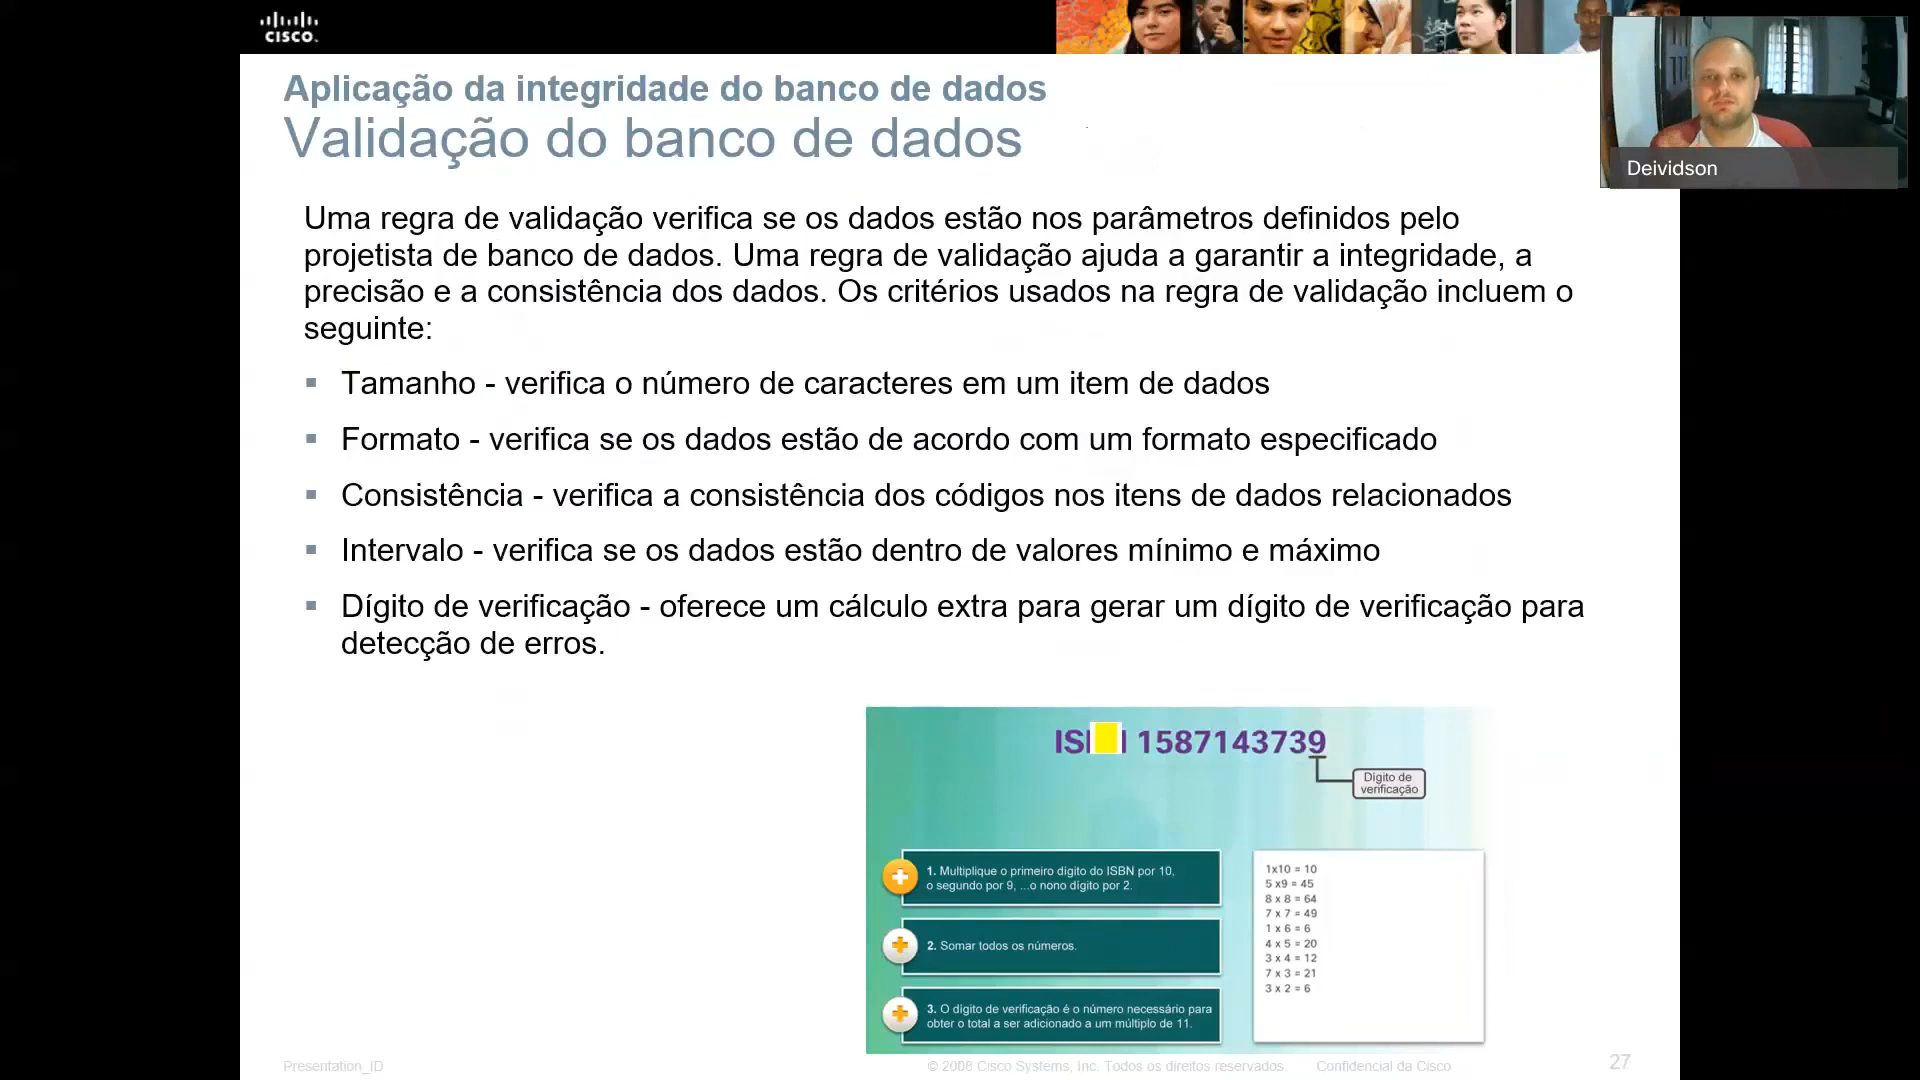 CISCO
Aplicação da integridade do banco de dados
Validação do banco de dados
Deividson
Uma regra de validação verifica se os dados estão nos parâmetros definidos pelo
projetista de banco de dados. Uma regra de validação ajuda a garantir a integridade, a
precisão e a consistência dos dados. Os critérios usados na regra de validação incluem o
seguinte:
▪ Tamanho - verifica o número de caracteres em um item de dados
▪ Formato - verifica se os dados estão de acordo com um formato especificado
▪ Consistência - verifica a consistência dos códigos nos itens de dados relacionados
▪ Intervalo - verifica se os dados estão dentro de valores mínimo e máximo
▪ Dígito de verificação - oferece um cálculo extra para gerar um dígito de verificação para
detecção de erros.
1587143739
Dígito de
verificação
1. Multiplique o primeiro dígito do ISBN por 10,
o segundo por 9, ...o nono dígito por 2.
2. Somar todos os números.
3. O dígito de verificação é o número necessário para
obter o total a ser adicionado a um múltiplo de 11.
1x10 = 10
5 x9 = 45
8 x 8 = 64
7 x 7 = 49
1 x 6 = 6
4 x 5 = 20
3 x 4 = 12
7 x 3 = 21
3 x 2 = 6
Presentation_ID
© 2008 Cisco Systems, Inc. Todos os direitos reservados.
Confidencial da Cisco
27